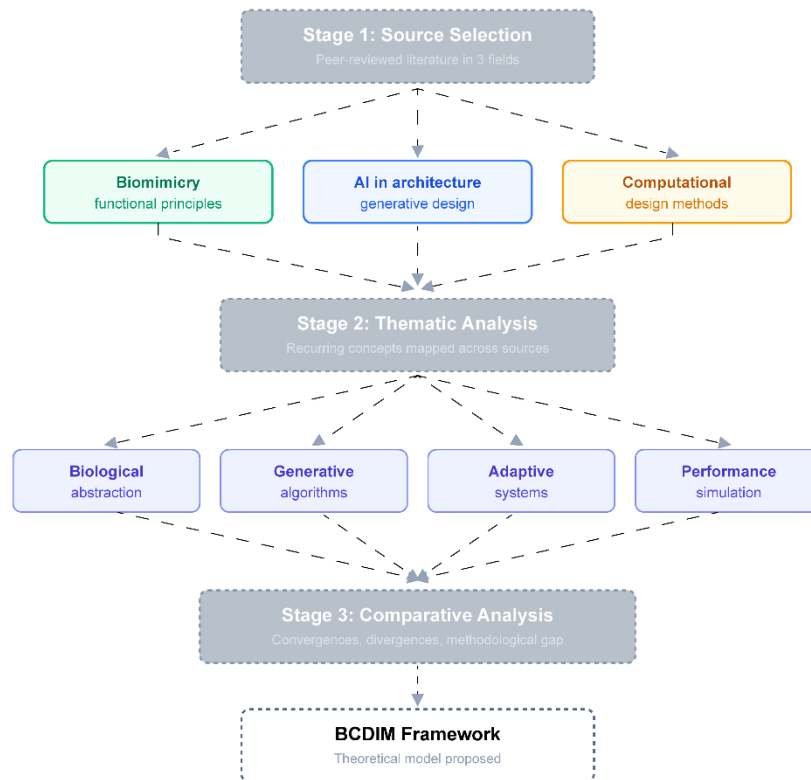 Stage 1: Source Selection
Peer-reviewed literature in 3 fields
Biomimicry
functional principles
AI in architecture
generative design
Computational
design methods
Stage 2: Thematic Analysis
Recurring concepts mapped across sources
Biological
abstraction
Generative
algorithms
Adaptive
systems
Performance
simulation
Stage 3: Comparative Analysis
Convergences, divergences, methodological gap
BCDIM Framework
Theoretical model proposed